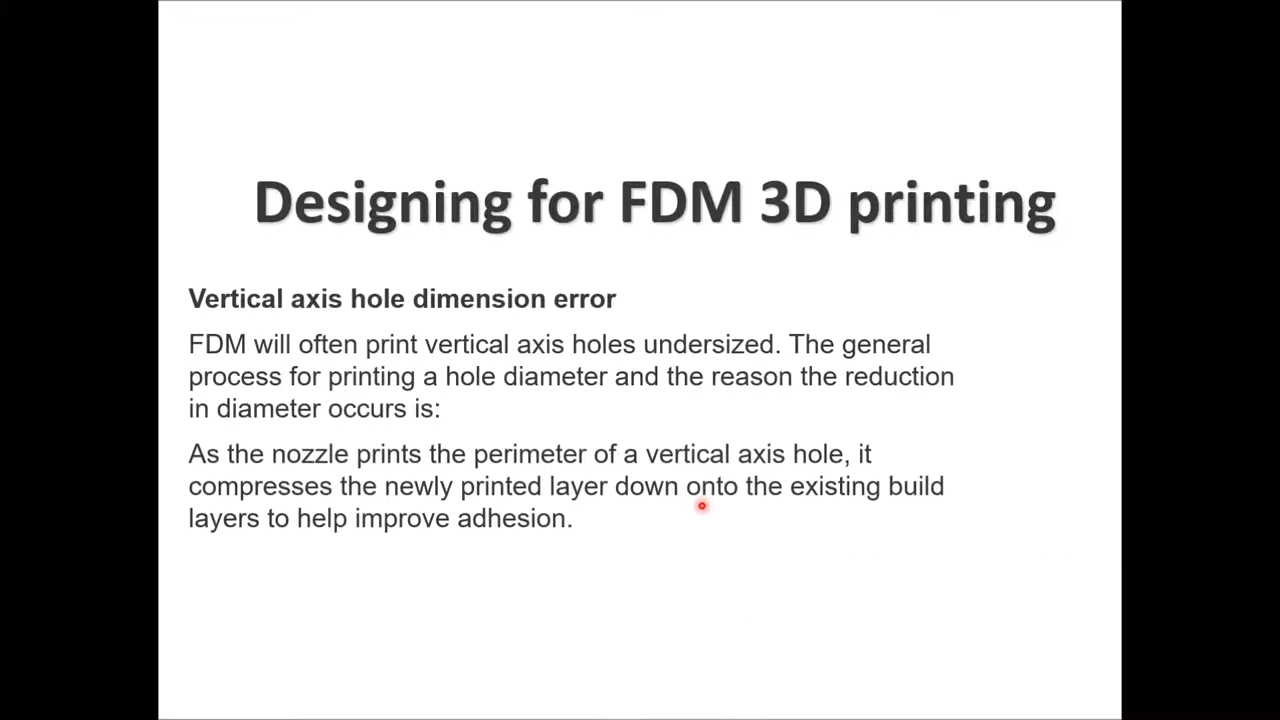 Designing for FDM 3D printing
Vertical axis hole dimension error
FDM will often print vertical axis holes undersized. The general
process for printing a hole diameter and the reason the reduction
in diameter occurs is:
As the nozzle prints the perimeter of a vertical axis hole, it
compresses the newly printed layer down onto the existing build
layers to help improve adhesion.